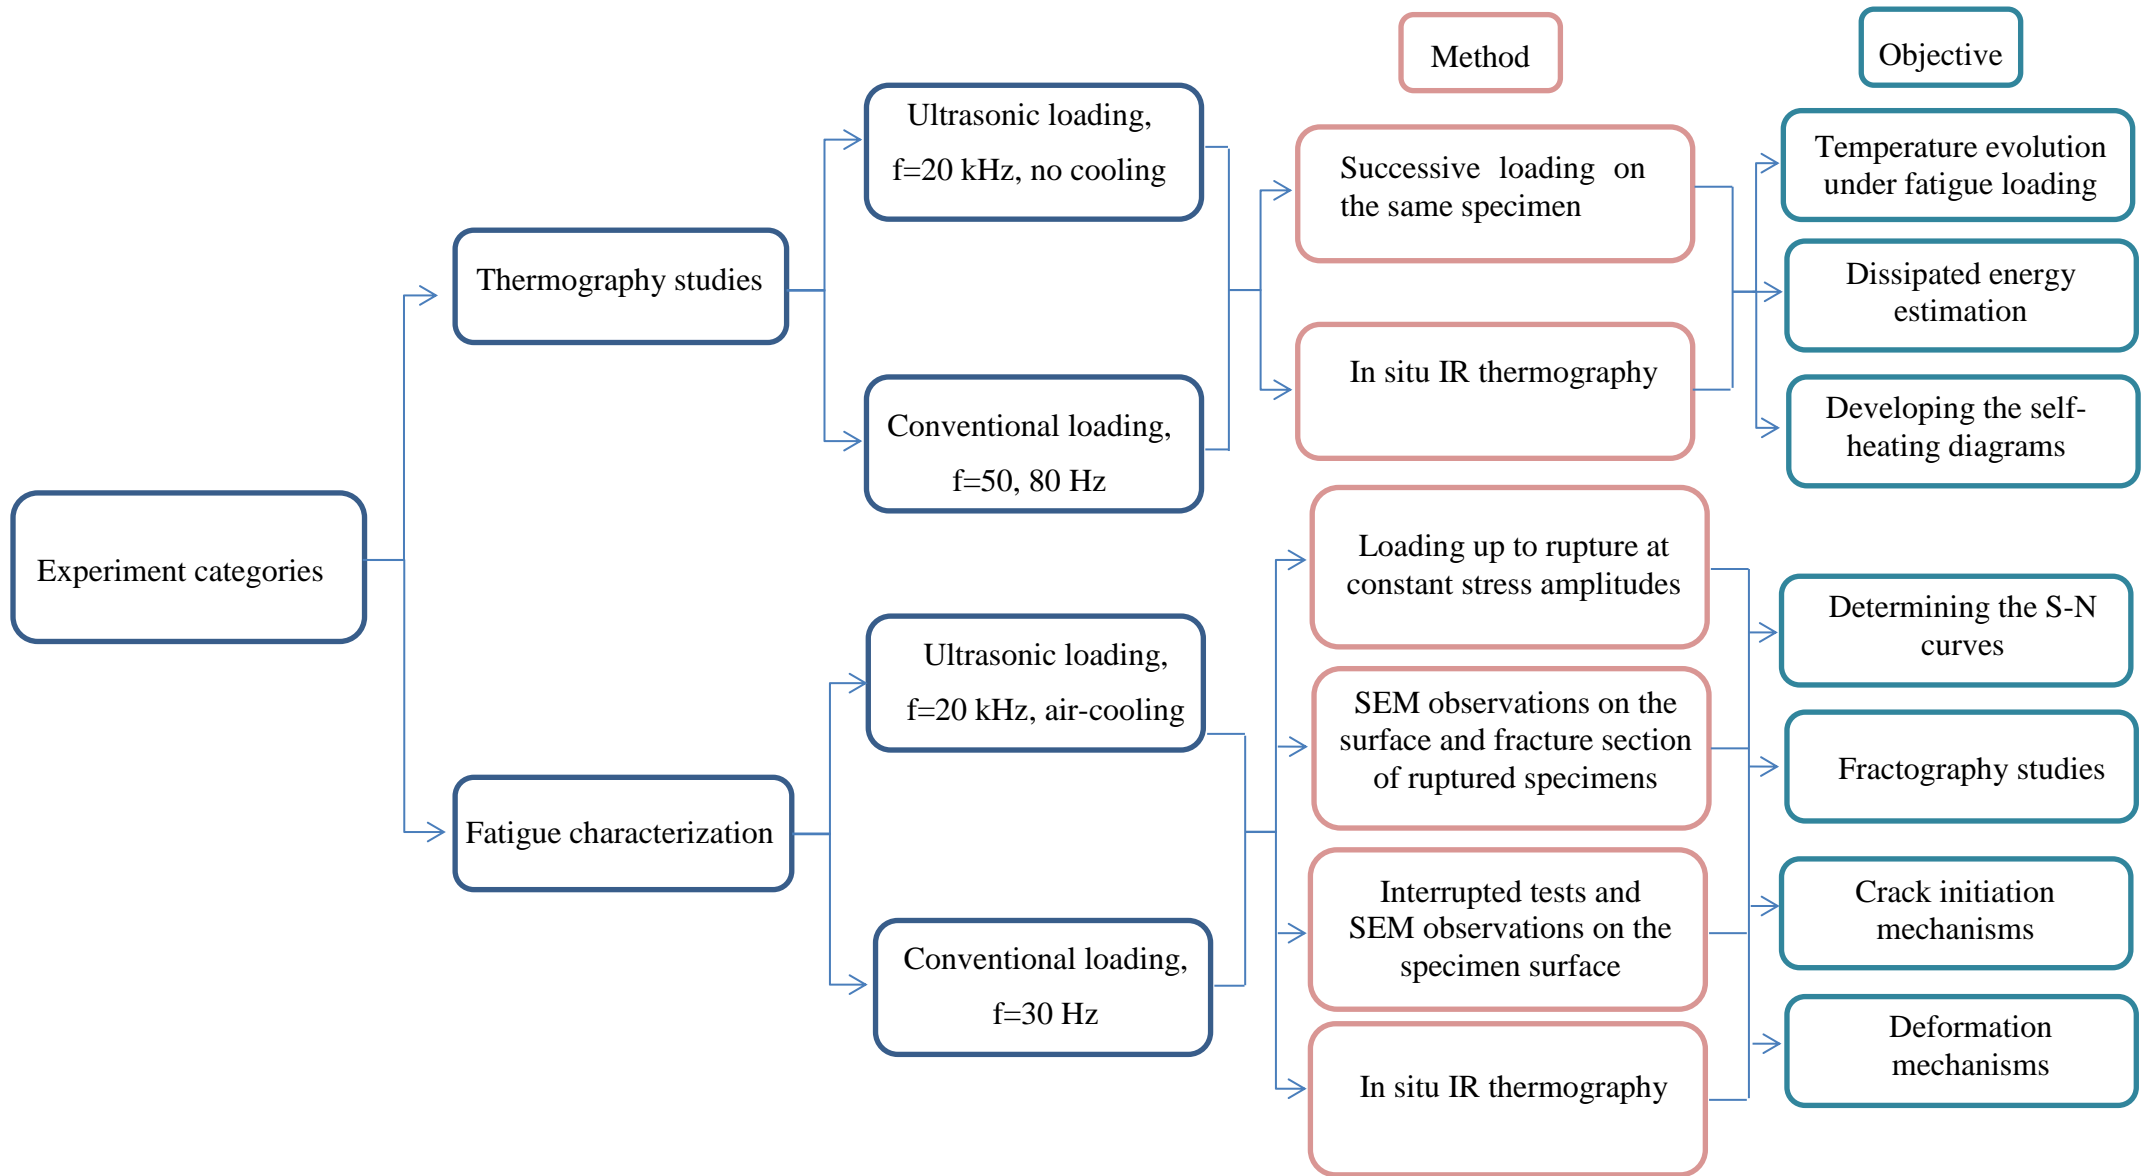 Method
Objective
Experiment categories
Thermography studies
Ultrasonic loading,
f=20 kHz, no cooling
Conventional loading,
f=50, 80 Hz
Successive loading on
the same specimen
In situ IR thermography
Temperature evolution
under fatigue loading
Dissipated energy
estimation
Developing the self-
heating diagrams
Fatigue characterization
Ultrasonic loading,
f=20 kHz, air-cooling
Conventional loading,
f=30 Hz
Loading up to rupture at
constant stress amplitudes
SEM observations on the
surface and fracture section
of ruptured specimens
Interrupted tests and
SEM observations on the
specimen surface
In situ IR thermography
Determining the S-N
curves
Fractography studies
Crack initiation
mechanisms
Deformation
mechanisms